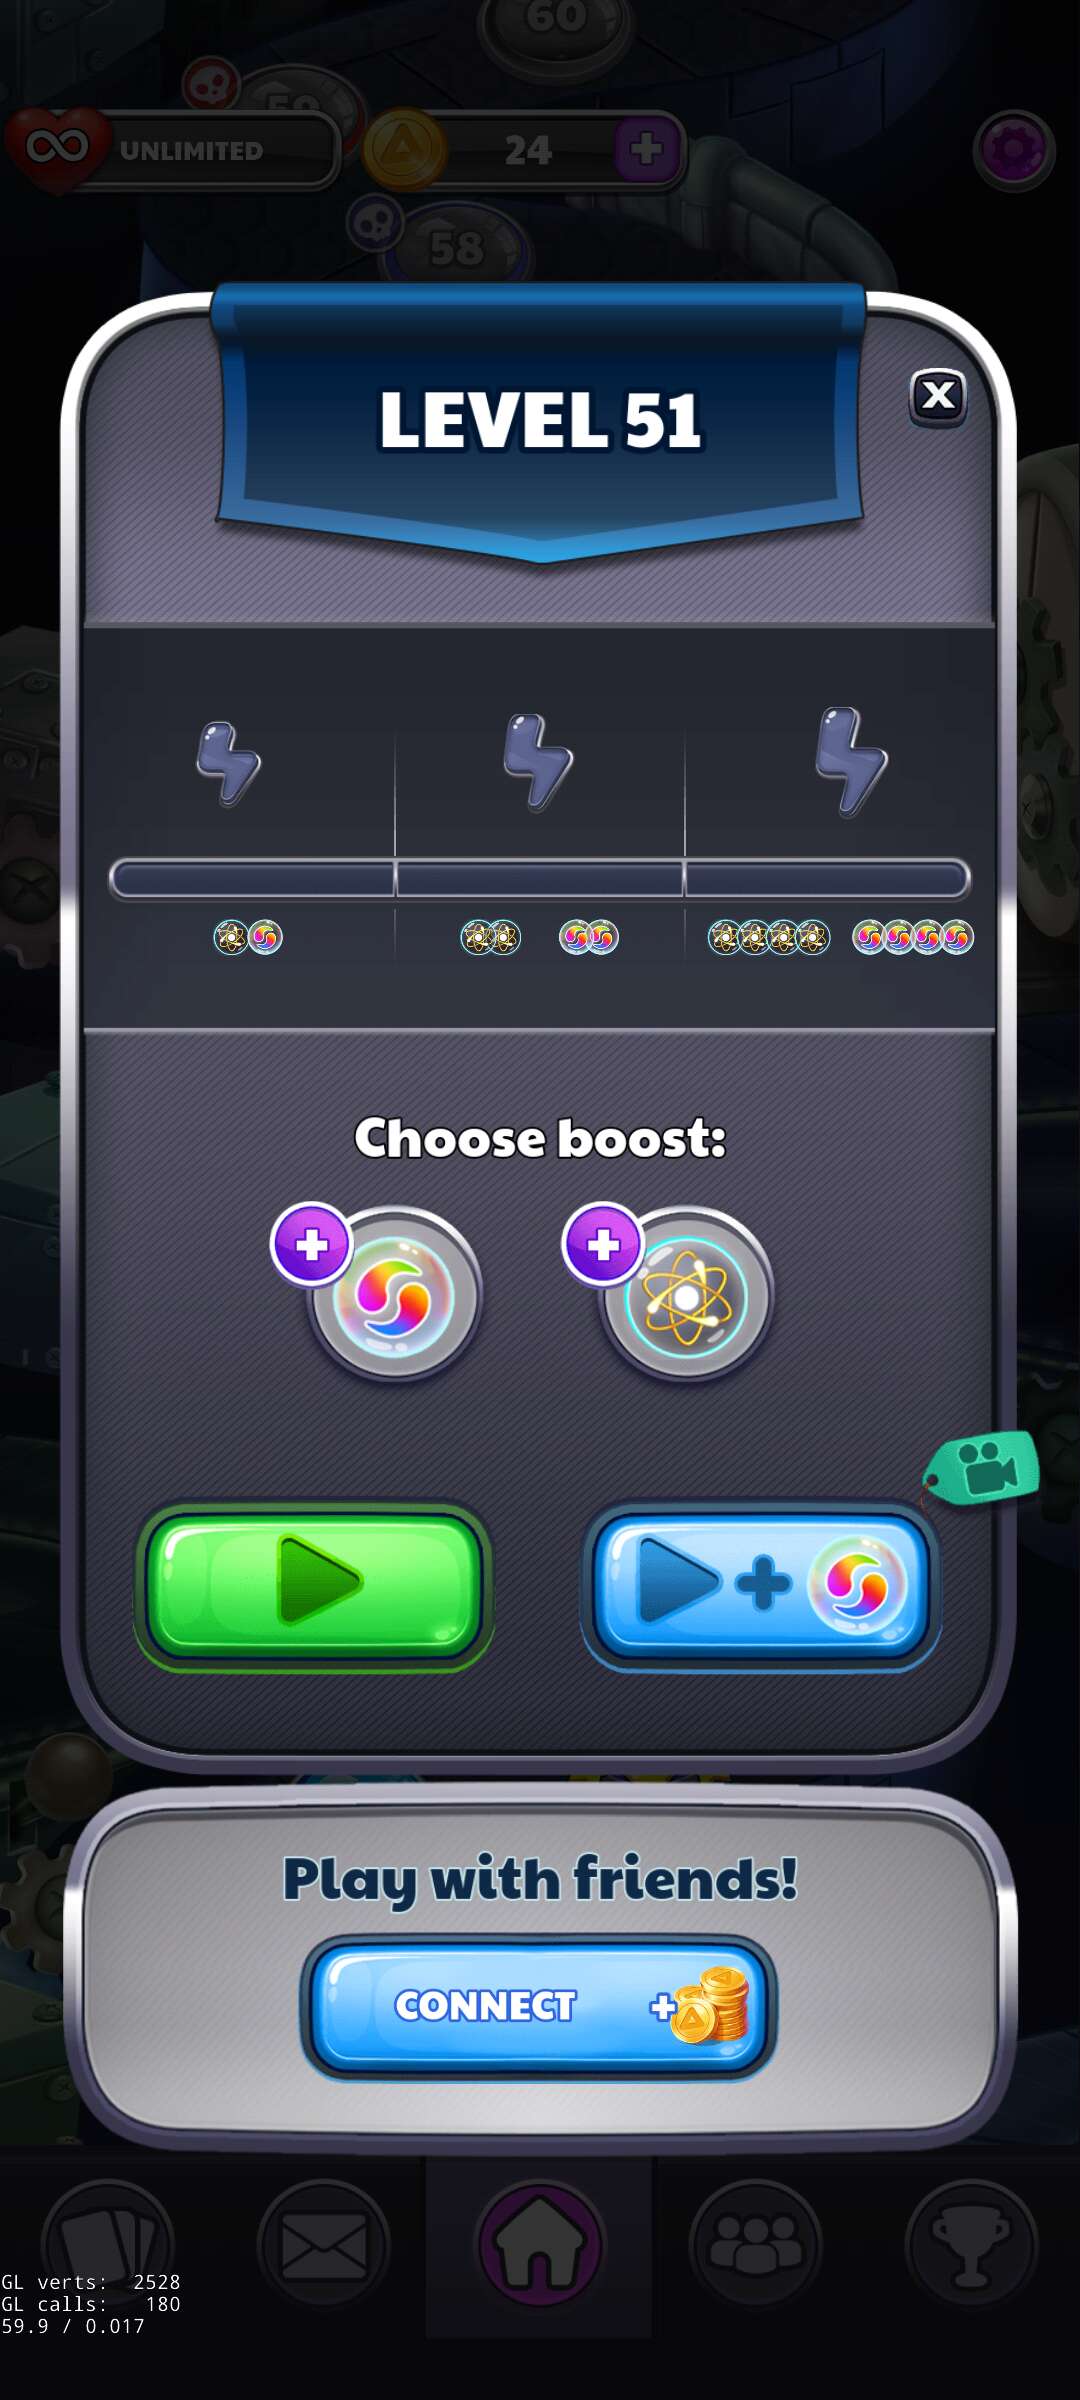 60
59
UNLIMITED
24
58
LEVEL 51
Choose boost:
Play with friends!
CONNECT +
GL verts: 2528
GL calls: 180
59.9 / 0.017